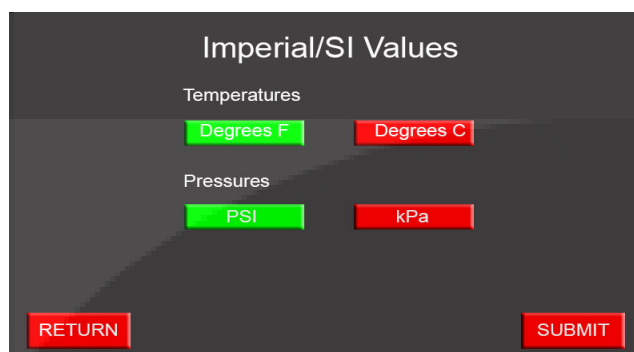 Imperial/SI Values
Temperatures
Degrees F Degrees C
Pressures
PSI kPa
RETURN SUBMIT